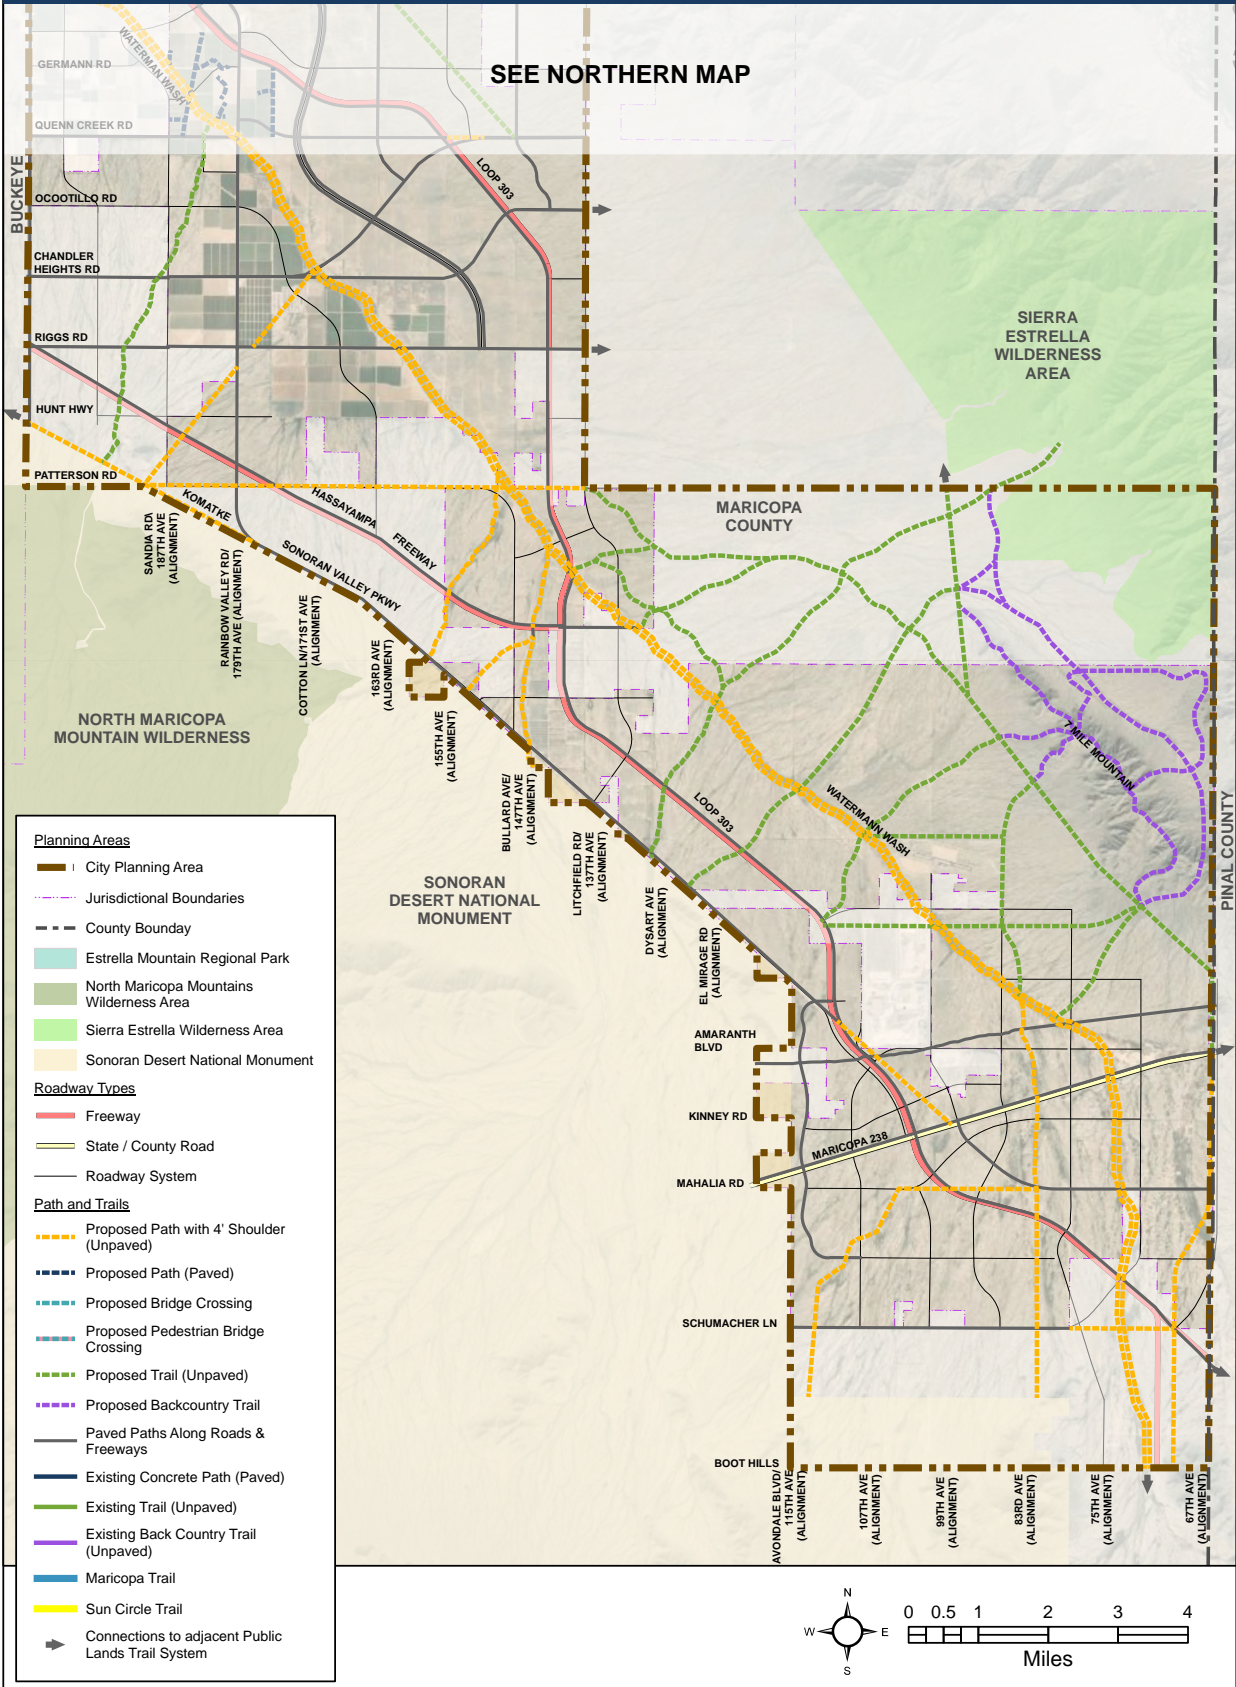 SEE NORTHERN MAP
GERMANN RD
WATERMAN WASH
QUENN CREEK RD
BUCKEYE
LOOP 303
OCOOTILLO RD
CHANDLER
HEIGHTS RD
RIGGS RD
HUNT HWY
PATTERSON RD
SIERRA
ESTRELLA
WILDERNESS
AREA
MARICOPA
COUNTY
KOMATKE
HASSAYAMPA
FREEWAY
SONORAN VALLEY PKWY
SANDIA RD\
187TH AVE
(ALIGNMENT)
RAINBOW VALLEY RD/
179TH AVE (ALIGNMENT)
COTTON LN/171ST AVE
(ALIGNMENT)
163RD AVE
(ALIGNMENT)
155TH AVE
(ALIGNMENT)
BULLARD AVE/
147TH AVE
(ALIGNMENT)
LITCHFIELD RD/
137TH AVE
(ALIGNMENT)
DYSART AVE
(ALIGNMENT)
EL MIRAGE RD
(ALIGNMENT)
NORTH MARICOPA
MOUNTAIN WILDERNESS
SONORAN
DESERT NATIONAL
MONUMENT
7 MILE MOUNTAIN
LOOP 303
WATERMANN WASH
PINAL COUNTY
AMARANTH
BLVD
KINNEY RD
MARICOPA 238
MAHALIA RD
SCHUMACHER LN
BOOT HILLS
AVONDALE BLVD/
115TH AVE
(ALIGNMENT)
107TH AVE
(ALIGNMENT)
99TH AVE
(ALIGNMENT)
83RD AVE
(ALIGNMENT)
75TH AVE
(ALIGNMENT)
67TH AVE
(ALIGNMENT)
Planning Areas
City Planning Area
Jurisdictional Boundaries
County Bounday
Estrella Mountain Regional Park
North Maricopa Mountains
Wilderness Area
Sierra Estrella Wilderness Area
Sonoran Desert National Monument
Roadway Types
Freeway
State / County Road
Roadway System
Path and Trails
Proposed Path with 4' Shoulder
(Unpaved)
Proposed Path (Paved)
Proposed Bridge Crossing
Proposed Pedestrian Bridge
Crossing
Proposed Trail (Unpaved)
Proposed Backcountry Trail
Paved Paths Along Roads &
Freeways
Existing Concrete Path (Paved)
Existing Trail (Unpaved)
Existing Back Country Trail
(Unpaved)
Maricopa Trail
Sun Circle Trail
Connections to adjacent Public
Lands Trail System
N
W E
S
0 0.5 1 2 3 4
Miles